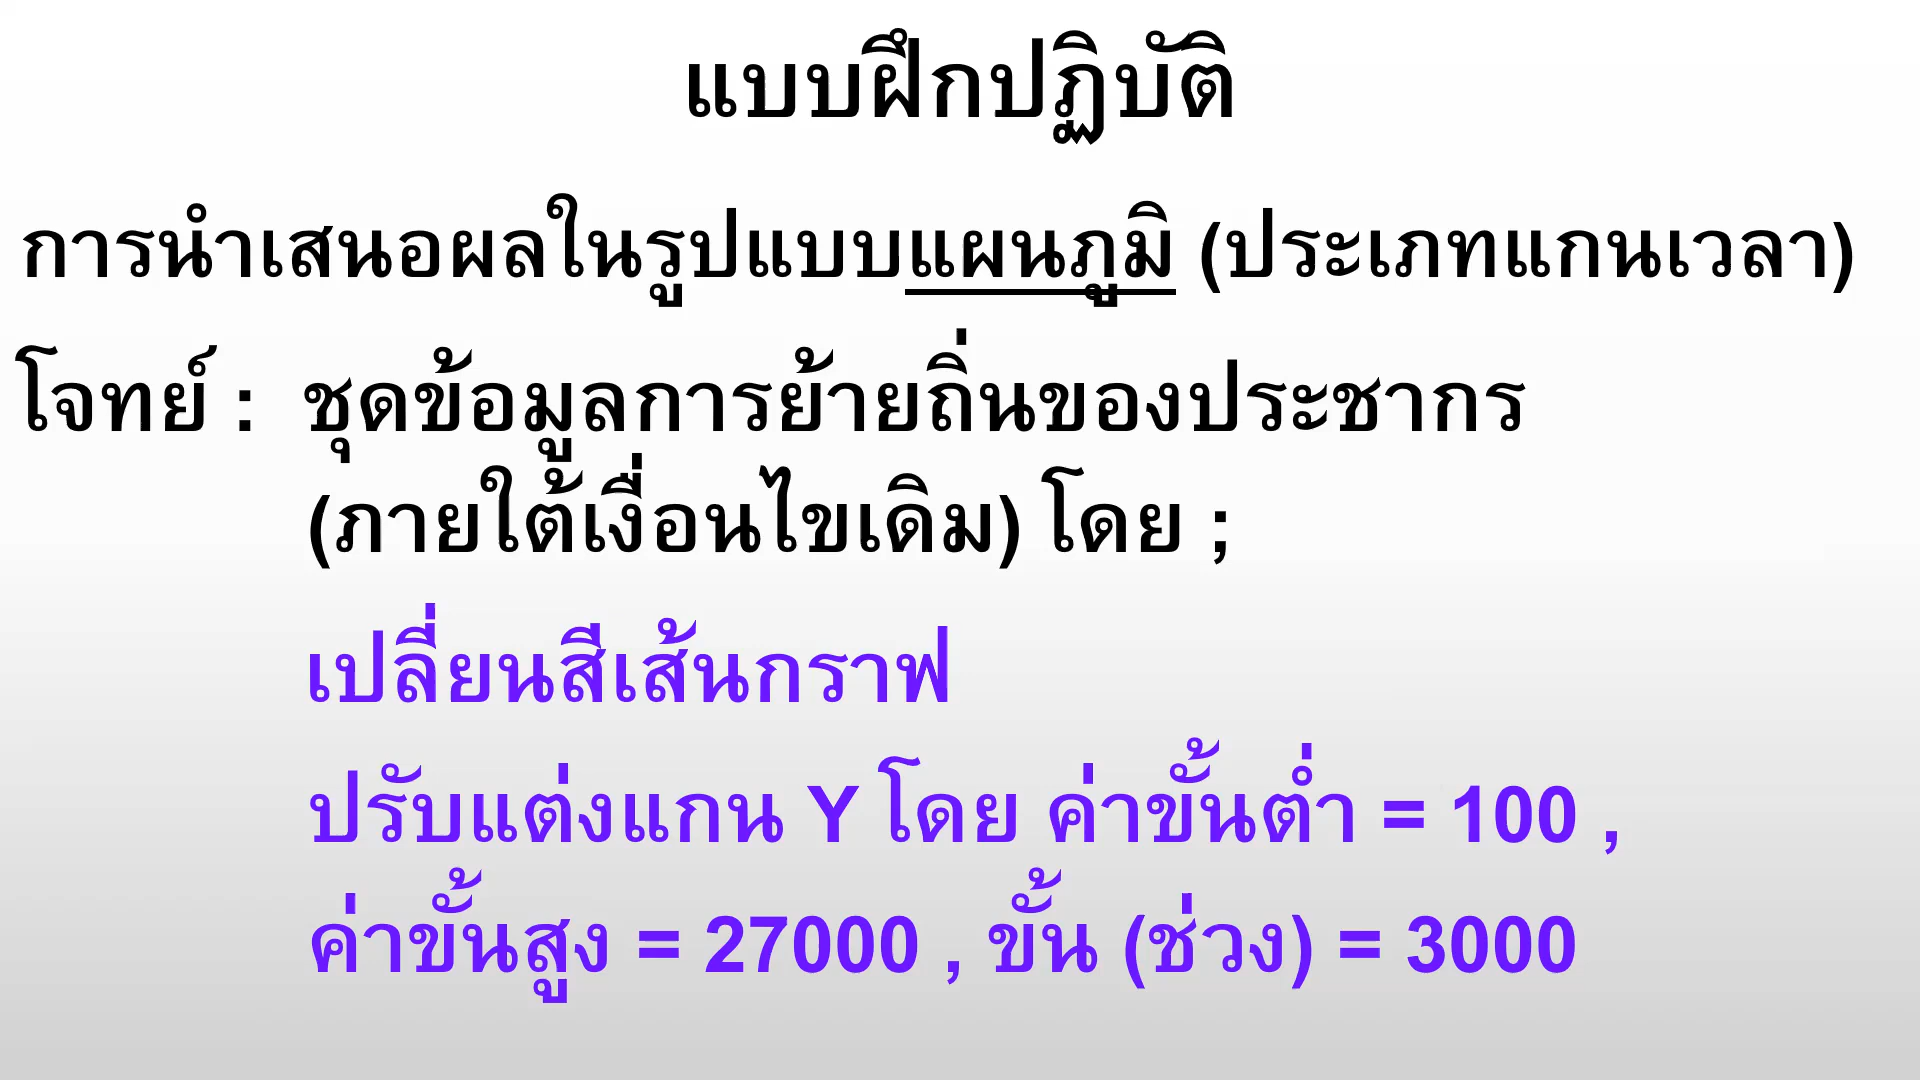 แบบฝึกปฏิบัติ
การนำเสนอผลในรูปแบบแผนภูมิ (ประเภทแกนเวลา)
โจทย์ : ชุดข้อมูลการย้ายถิ่นของประชากร
(ภายใต้เงื่อนไขเดิม) โดย ;
เปลี่ยนสีเส้นกราฟ
ปรับแต่งแกน Y โดย ค่าขั้นต่ำ = 100 ,
ค่าขั้นสูง = 27000 , ขั้น (ช่วง) = 3000